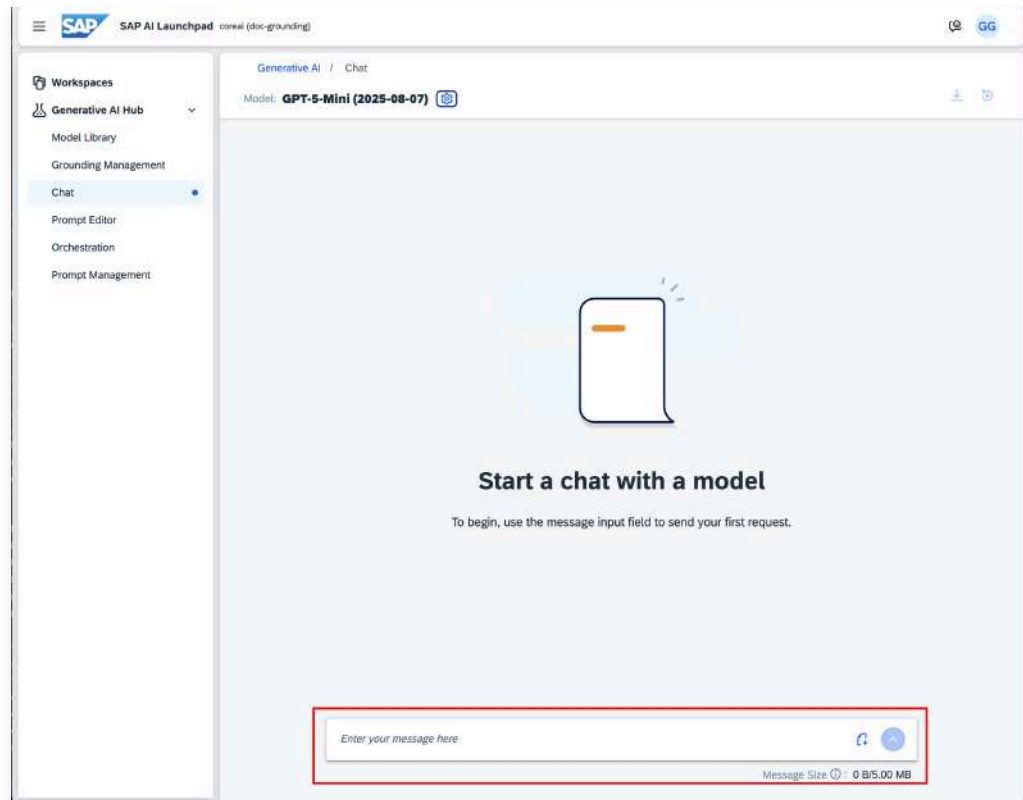 SAP SAP AI Launchpad coreai (doc-grounding) GG
Workspaces
Generative AI Hub
Model Library
Grounding Management
Chat
Prompt Editor
Orchestration
Prompt Management
Generative AI / Chat
Model: GPT-5-Mini (2025-08-07)
Start a chat with a model
To begin, use the message input field to send your first request.
Enter your message here
Message Size : 0 B/5.00 MB